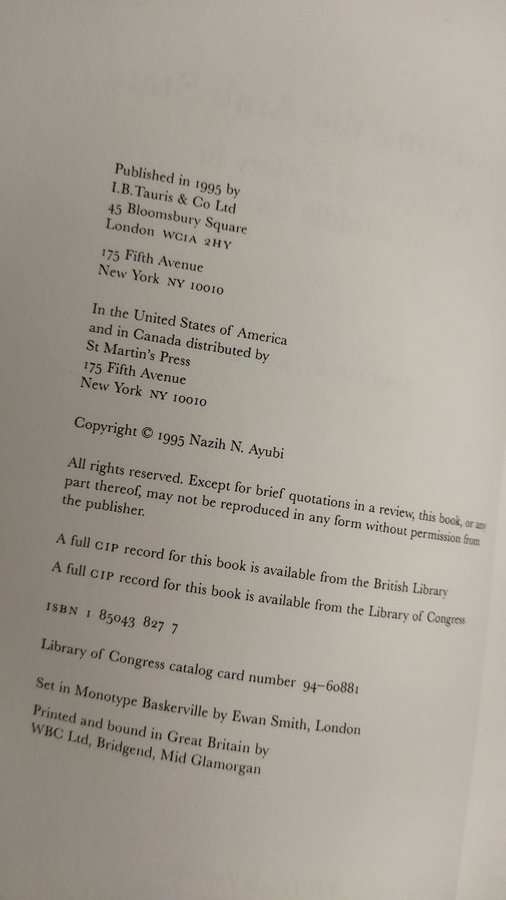 Published in 1995 by
I.B.Tauris & Co Ltd
45 Bloomsbury Square
London WC1A 2HY
175 Fifth Avenue
New York NY 10010
In the United States of America
and in Canada distributed by
St Martin's Press
175 Fifth Avenue
New York NY 10010
Copyright © 1995 Nazih N. Ayubi
All rights reserved. Except for brief quotations in a review, this book, or any
part thereof, may not be reproduced in any form without permission from
the publisher.
A full CIP record for this book is available from the British Library
A full CIP record for this book is available from the Library of Congress
ISBN 1 85043 827 7
Library of Congress catalog card number 94–60881
Set in Monotype Baskerville by Ewan Smith, London
Printed and bound in Great Britain by
WBC Ltd, Bridgend, Mid Glamorgan